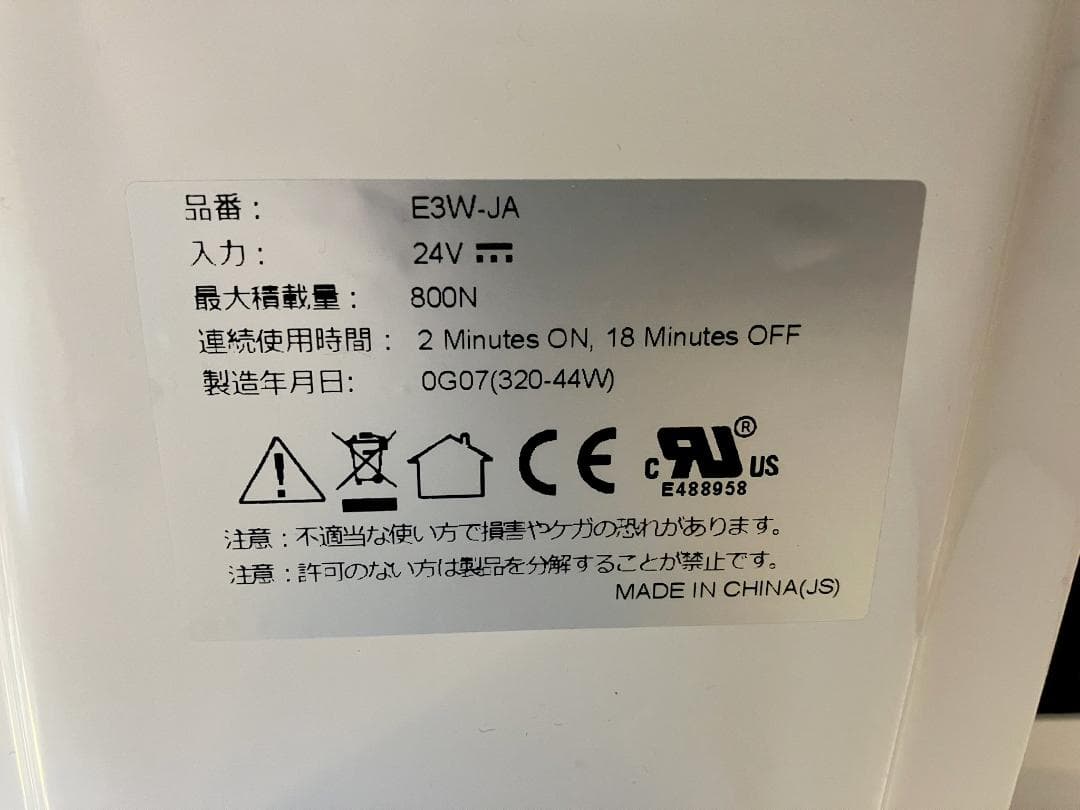 品番： E3W-JA
入力： 24V
最大積載量： 800N
連続使用時間： 2 Minutes ON, 18 Minutes OFF
製造年月日: 0G07(320-44W)
CE
c RU ® US
E488958
注意：不適当な使い方で損害やケガの恐れがあります。
注意：許可のない方は製品を分解することが禁止です。
MADE IN CHINA(JS)